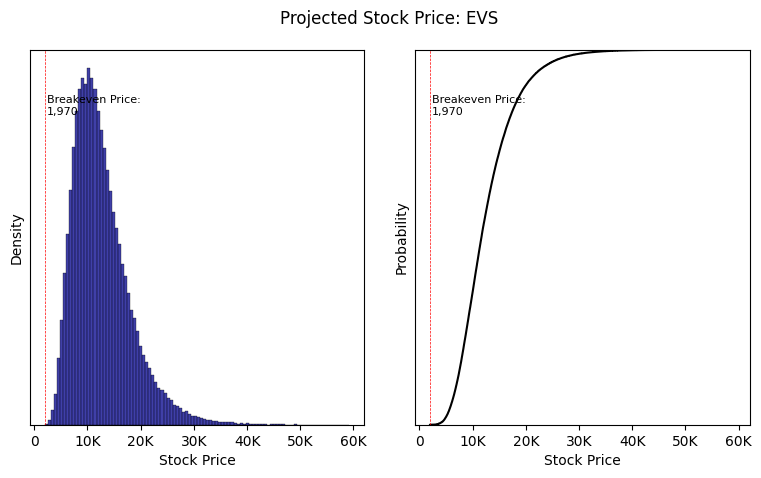 Projected Stock Price: EVS
Density
Breakeven Price:
1,970
0 10K 20K 30K 40K 50K 60K
Stock Price
Probability
Breakeven Price:
1,970
0 10K 20K 30K 40K 50K 60K
Stock Price